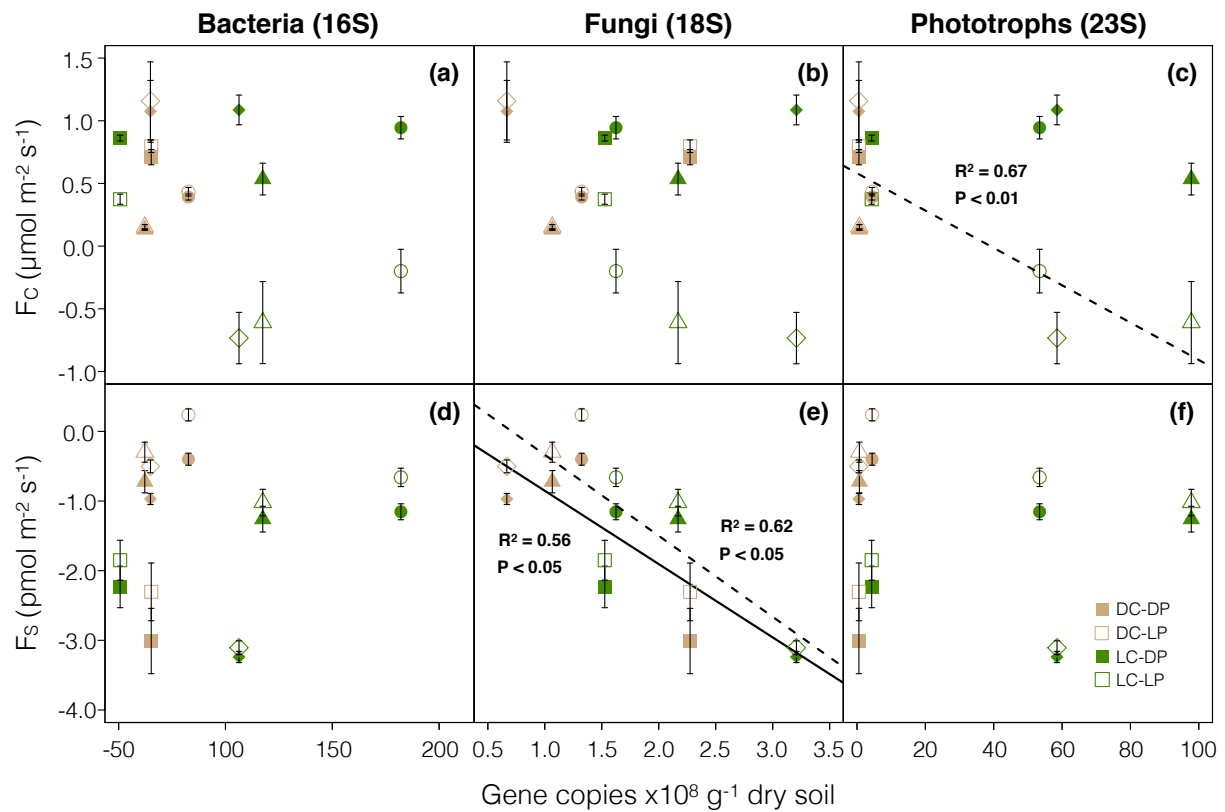 Bacteria (16S) Fungi (18S) Phototrophs (23S)
(a) (b) (c)
1.5
1.0
0.5
0.0
-0.5
-1.0
FC (µmol m-2 s-1)
R² = 0.67
P < 0.01
(d) (e) (f)
0.0
-1.0
-2.0
-3.0
-4.0
FS (pmol m-2 s-1)
R² = 0.56
P < 0.05
R² = 0.62
P < 0.05
DC-DP
DC-LP
LC-DP
LC-LP
-50 100 150 200 0.5 1.0 1.5 2.0 2.5 3.0 3.5 0 20 40 60 80 100
Gene copies x10⁸ g-1 dry soil